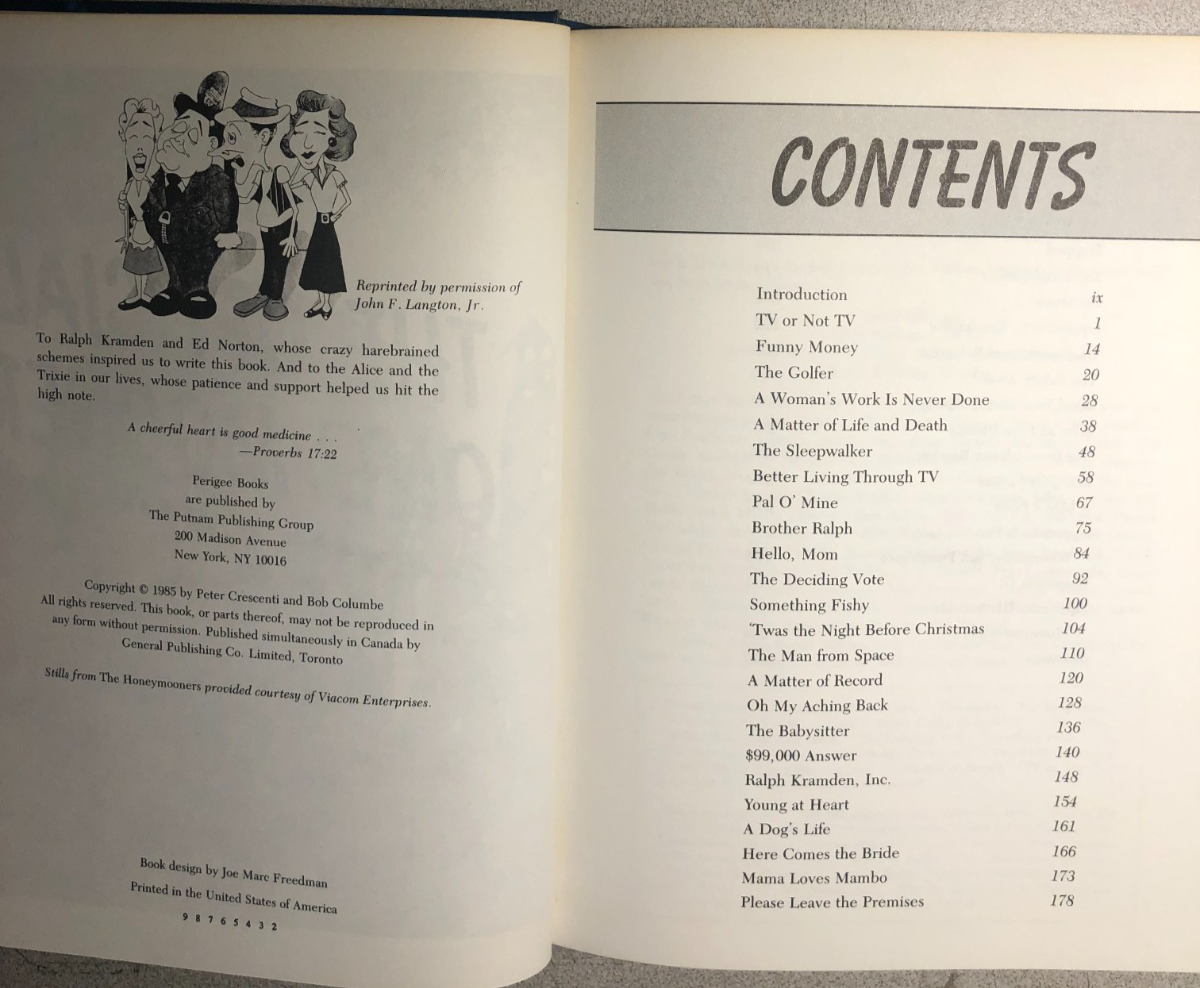 Reprinted by permission of
John F. Langton, Jr.
To Ralph Kramden and Ed Norton, whose crazy harebrained
schemes inspired us to write this book. And to the Alice and the
Trixie in our lives, whose patience and support helped us hit the
high note.
A cheerful heart is good medicine . . .
—Proverbs 17:22
Perigee Books
are published by
The Putnam Publishing Group
200 Madison Avenue
New York, NY 10016
Copyright © 1985 by Peter Crescenti and Bob Columbe
All rights reserved. This book, or parts thereof, may not be reproduced in
any form without permission. Published simultaneously in Canada by
General Publishing Co. Limited, Toronto
Stills from The Honeymooners provided courtesy of Viacom Enterprises.
Book design by Joe Marc Freedman
Printed in the United States of America
9 8 7 6 5 4 3 2
CONTENTS
Introduction ix
TV or Not TV 1
Funny Money 14
The Golfer 20
A Woman's Work Is Never Done 28
A Matter of Life and Death 38
The Sleepwalker 48
Better Living Through TV 58
Pal O' Mine 67
Brother Ralph 75
Hello, Mom 84
The Deciding Vote 92
Something Fishy 100
'Twas the Night Before Christmas 104
The Man from Space 110
A Matter of Record 120
Oh My Aching Back 128
The Babysitter 136
$99,000 Answer 140
Ralph Kramden, Inc. 148
Young at Heart 154
A Dog's Life 161
Here Comes the Bride 166
Mama Loves Mambo 173
Please Leave the Premises 178